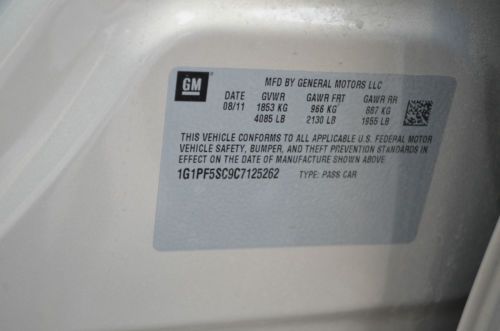 GM
MFD BY GENERAL MOTORS LLC
DATE GVWR GAWR FRT GAWR RR
08/11 1853 KG 966 KG 887 KG
4085 LB 2130 LB 1955 LB
THIS VEHICLE CONFORMS TO ALL APPLICABLE U.S. FEDERAL MOTOR
VEHICLE SAFETY, BUMPER, AND THEFT PREVENTION STANDARDS IN
EFFECT ON THE DATE OF MANUFACTURE SHOWN ABOVE.
1G1PF5SC9C7125262 TYPE: PASS CAR